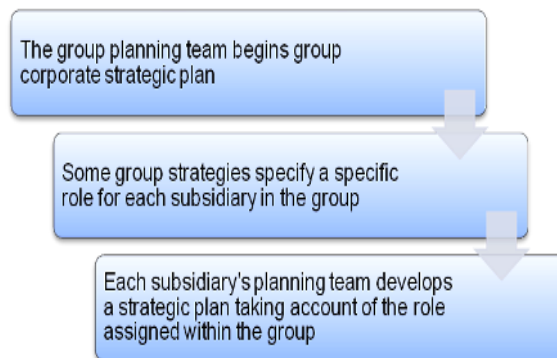 The group planning team begins group
corporate strategic plan
Some group strategies specify a specific
role for each subsidiary in the group
Each subsidiary's planning team develops
a strategic plan taking account of the role
assigned within the group